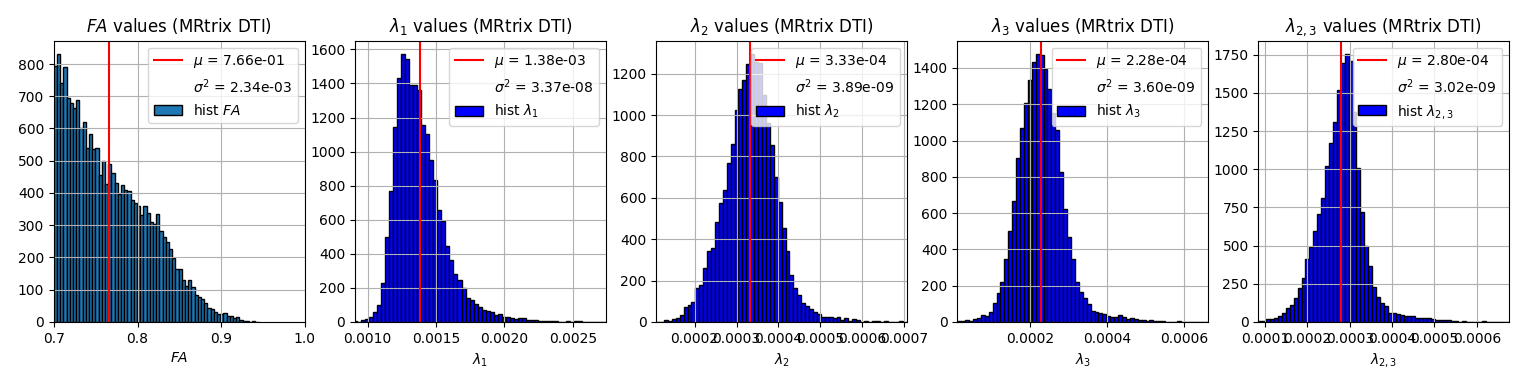 FA values (MRtrix DTI)
μ = 7.66e-01
σ² = 2.34e-03
hist FA
800
700
600
500
400
300
200
100
0
0.7 0.8 0.9 1.0
FA
λ₁ values (MRtrix DTI)
μ = 1.38e-03
σ² = 3.37e-08
hist λ₁
1600
1400
1200
1000
800
600
400
200
0
0.0010 0.0015 0.0020 0.0025
λ₁
λ₂ values (MRtrix DTI)
μ = 3.33e-04
σ² = 3.89e-09
hist λ₂
1200
1000
800
600
400
200
0
0.0002 0.0003 0.0004 0.0005 0.0006 0.0007
λ₂
λ₃ values (MRtrix DTI)
μ = 2.28e-04
σ² = 3.60e-09
hist λ₃
1400
1200
1000
800
600
400
200
0
0.0002 0.0004 0.0006
λ₃
λ₂,₃ values (MRtrix DTI)
μ = 2.80e-04
σ² = 3.02e-09
hist λ₂,₃
1750
1500
1250
1000
750
500
250
0
0.0001 0.0002 0.0003 0.0004 0.0005 0.0006
λ₂,₃